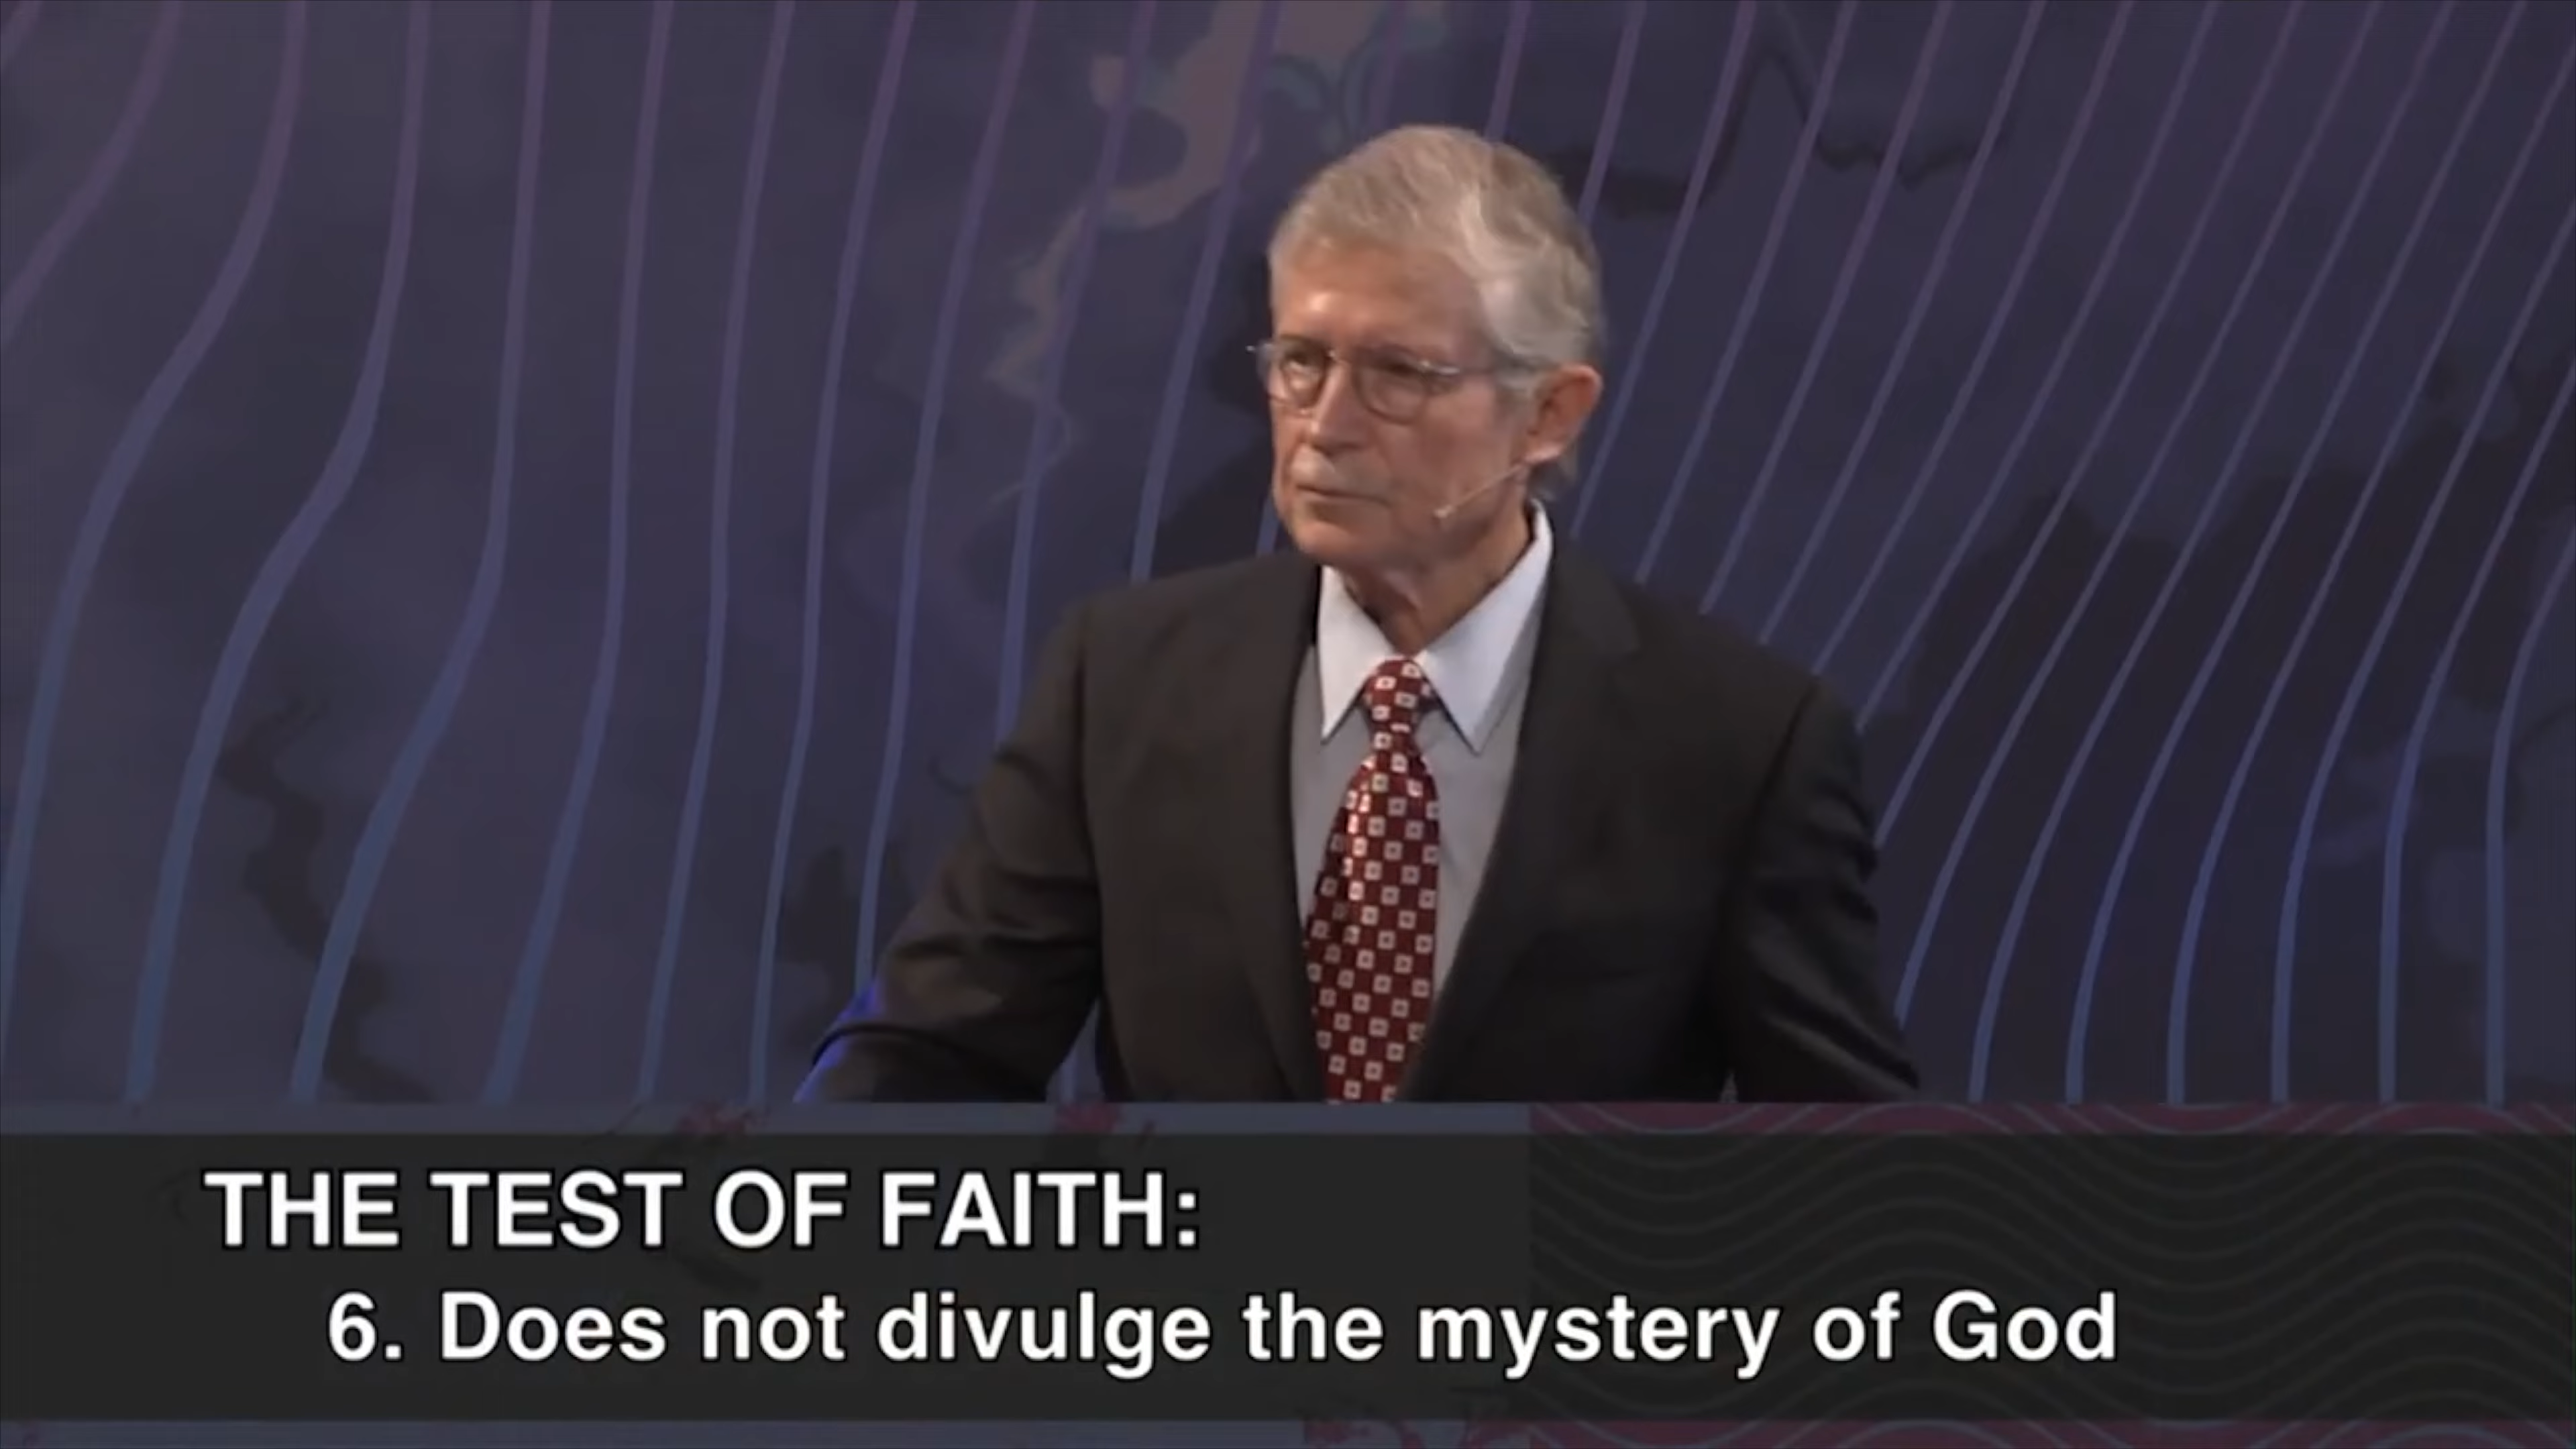 THE TEST OF FAITH:
6. Does not divulge the mystery of God